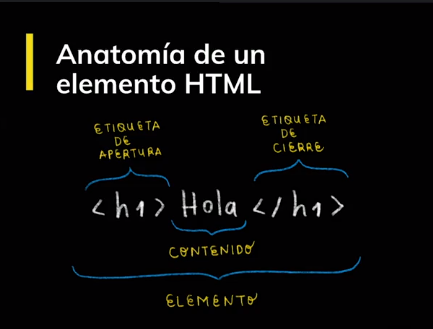 Anatomía de un
elemento HTML
ETIQUETA
DE
APERTURA
ETIQUETA
DE
CIERRE
<h1> Hola </h1>
CONTENIDO
ELEMENTO